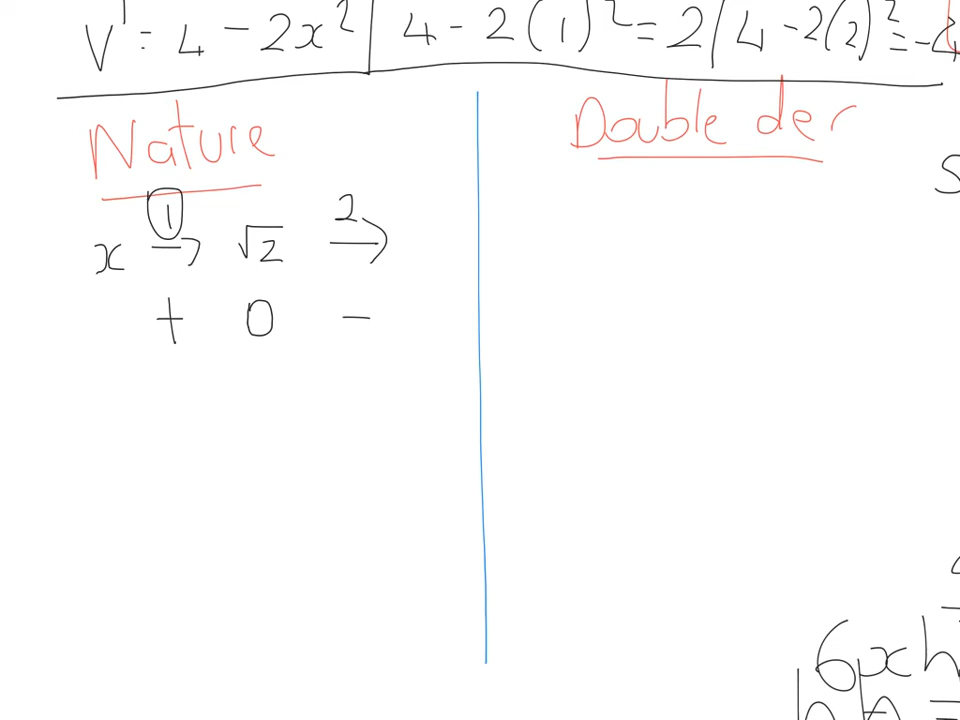 V' = 4 - 2x² | 4 - 2(1)² = 2 | 4 - 2(2)² = -4
Nature
Double der
x 1→ √2 2→
+ 0 -
6xh